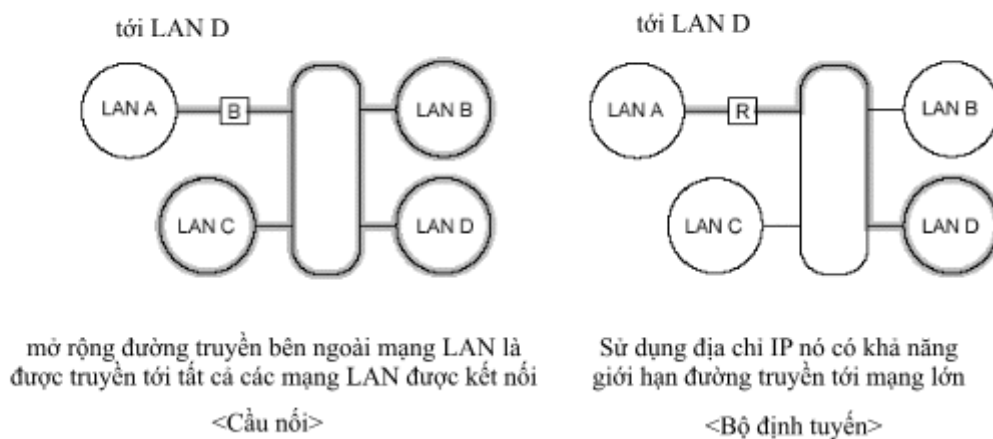 tới LAN D
LAN A
B
LAN B
LAN C
LAN D
mở rộng đường truyền bên ngoài mạng LAN là
được truyền tới tất cả các mạng LAN được kết nối
<Cầu nối>
tới LAN D
LAN A
R
LAN B
LAN C
LAN D
Sử dụng địa chỉ IP nó có khả năng
giới hạn đường truyền tới mạng lớn
<Bộ định tuyến>